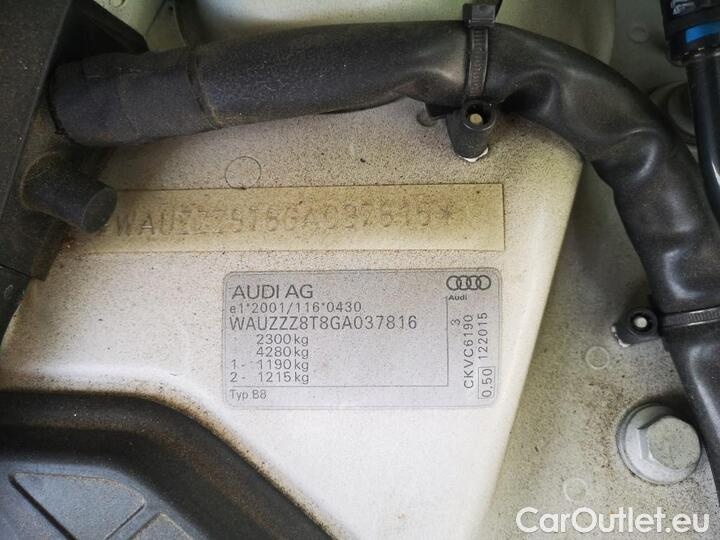 *WAUZZZ8T8GA037816*
AUDI AG
Audi
e1*2001/116*0430
WAUZZZ8T8GA037816
2300kg
4280kg
1- 1190kg
2- 1215kg
Typ B8
3
CKVC6190
0,50 122015
CarOutlet.eu